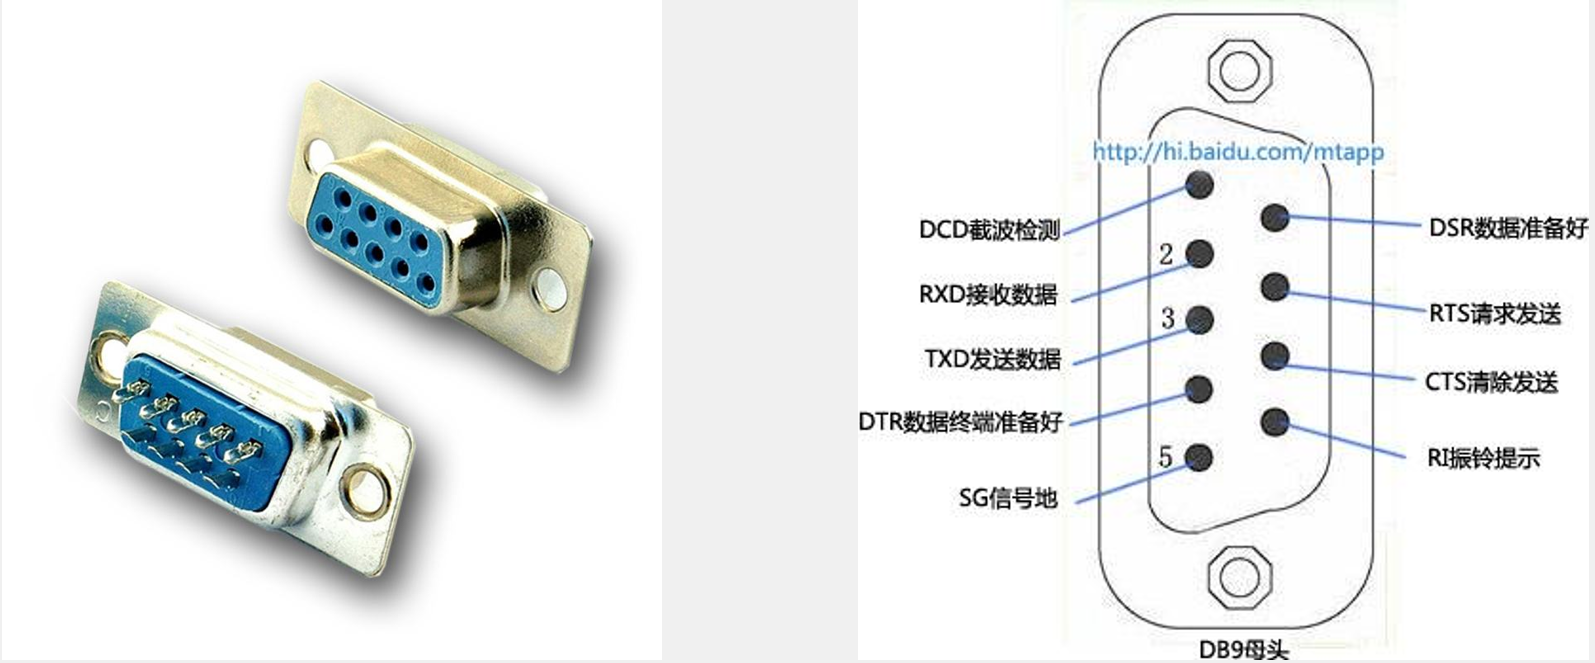 http://hi.baidu.com/mtapp
DCD截波检测
DSR数据准备好
2
RXD接收数据
RTS请求发送
3
TXD发送数据
CTS清除发送
DTR数据终端准备好
5
RI振铃提示
SG信号地
DB9母头